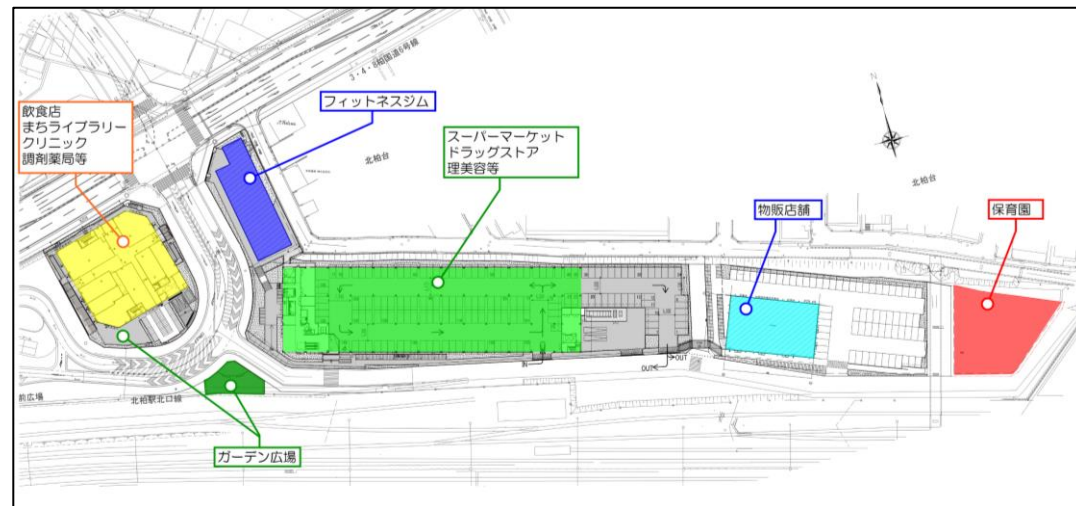 3・4・8号国道6号線
飲食店
まちライブラリー
クリニック
調剤薬局等
フィットネスジム
スーパーマーケット
ドラッグストア
理美容等
北柏台
N
北柏台
物販店舗
保育園
IN
OUT
OUT
前広場
北柏駅北口線
ガーデン広場